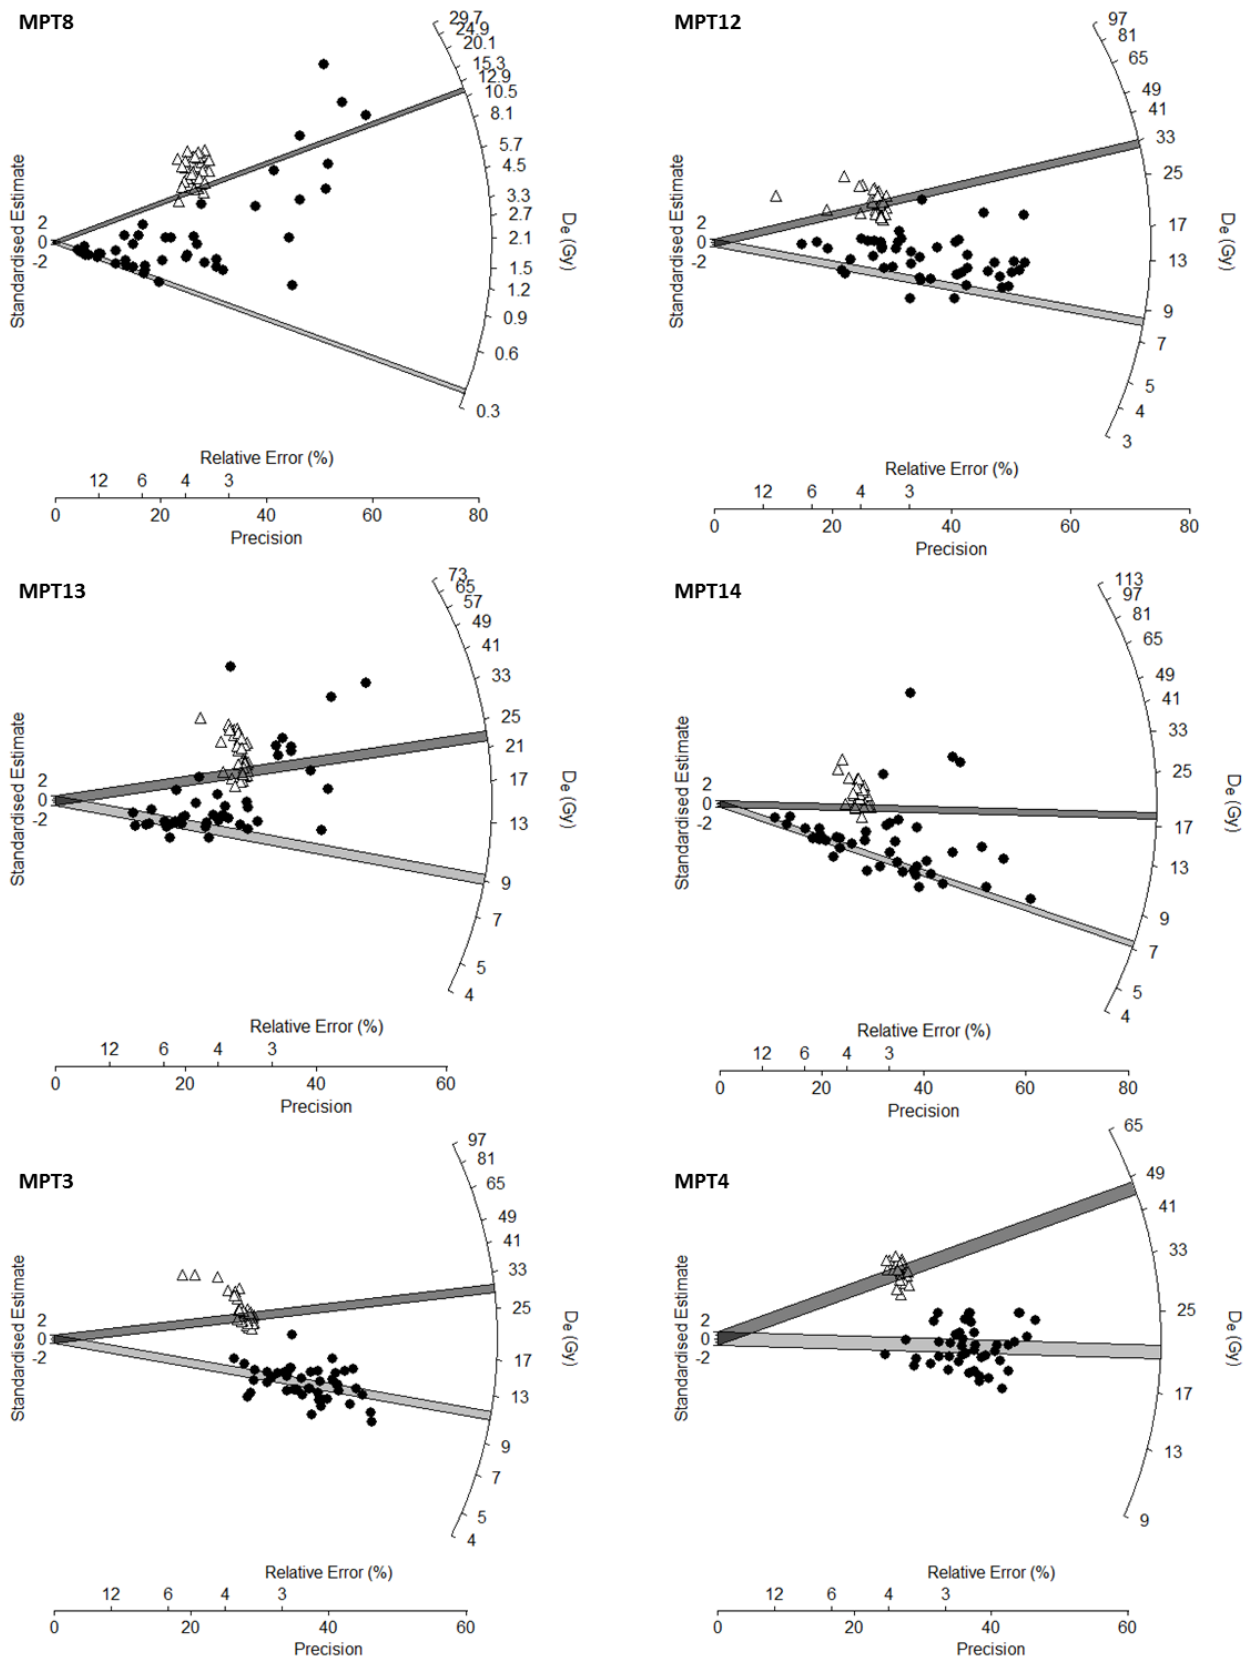 MPT8
29.7
24.9
20.1
15.3
12.9
10.5
8.1
5.7
4.5
3.3
2.7
2.1
1.5
1.2
0.9
0.6
0.3
Standardised Estimate
2
0
-2
De (Gy)
Relative Error (%)
12 6 4 3
0 20 40 60 80
Precision
MPT12
97
81
65
49
41
33
25
17
13
9
7
5
4
3
Standardised Estimate
2
0
-2
De (Gy)
Relative Error (%)
12 6 4 3
0 20 40 60 80
Precision
MPT13
73
65
57
49
41
33
25
21
17
13
9
7
5
4
Standardised Estimate
2
0
-2
De (Gy)
Relative Error (%)
12 6 4 3
0 20 40 60
Precision
MPT14
113
97
81
65
49
41
33
25
17
13
9
7
5
4
Standardised Estimate
2
0
-2
De (Gy)
Relative Error (%)
12 6 4 3
0 20 40 60 80
Precision
MPT3
97
81
65
49
41
33
25
17
13
9
7
5
4
Standardised Estimate
2
0
-2
De (Gy)
Relative Error (%)
12 6 4 3
0 20 40 60
Precision
MPT4
65
49
41
33
25
17
13
9
Standardised Estimate
2
0
-2
De (Gy)
Relative Error (%)
12 6 4 3
0 20 40 60
Precision